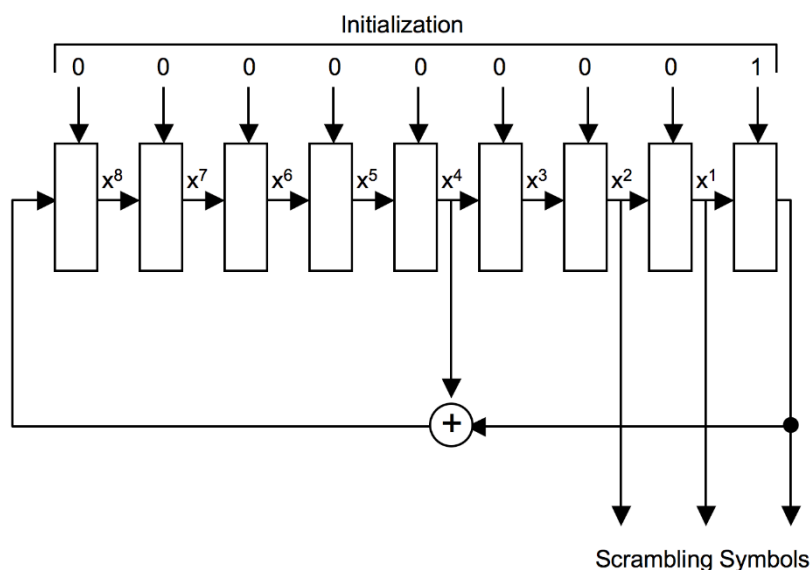 Initialization
0 0 0 0 0 0 0 0 1
x⁸ x⁷ x⁶ x⁵ x⁴ x³ x² x¹
+
Scrambling Symbols